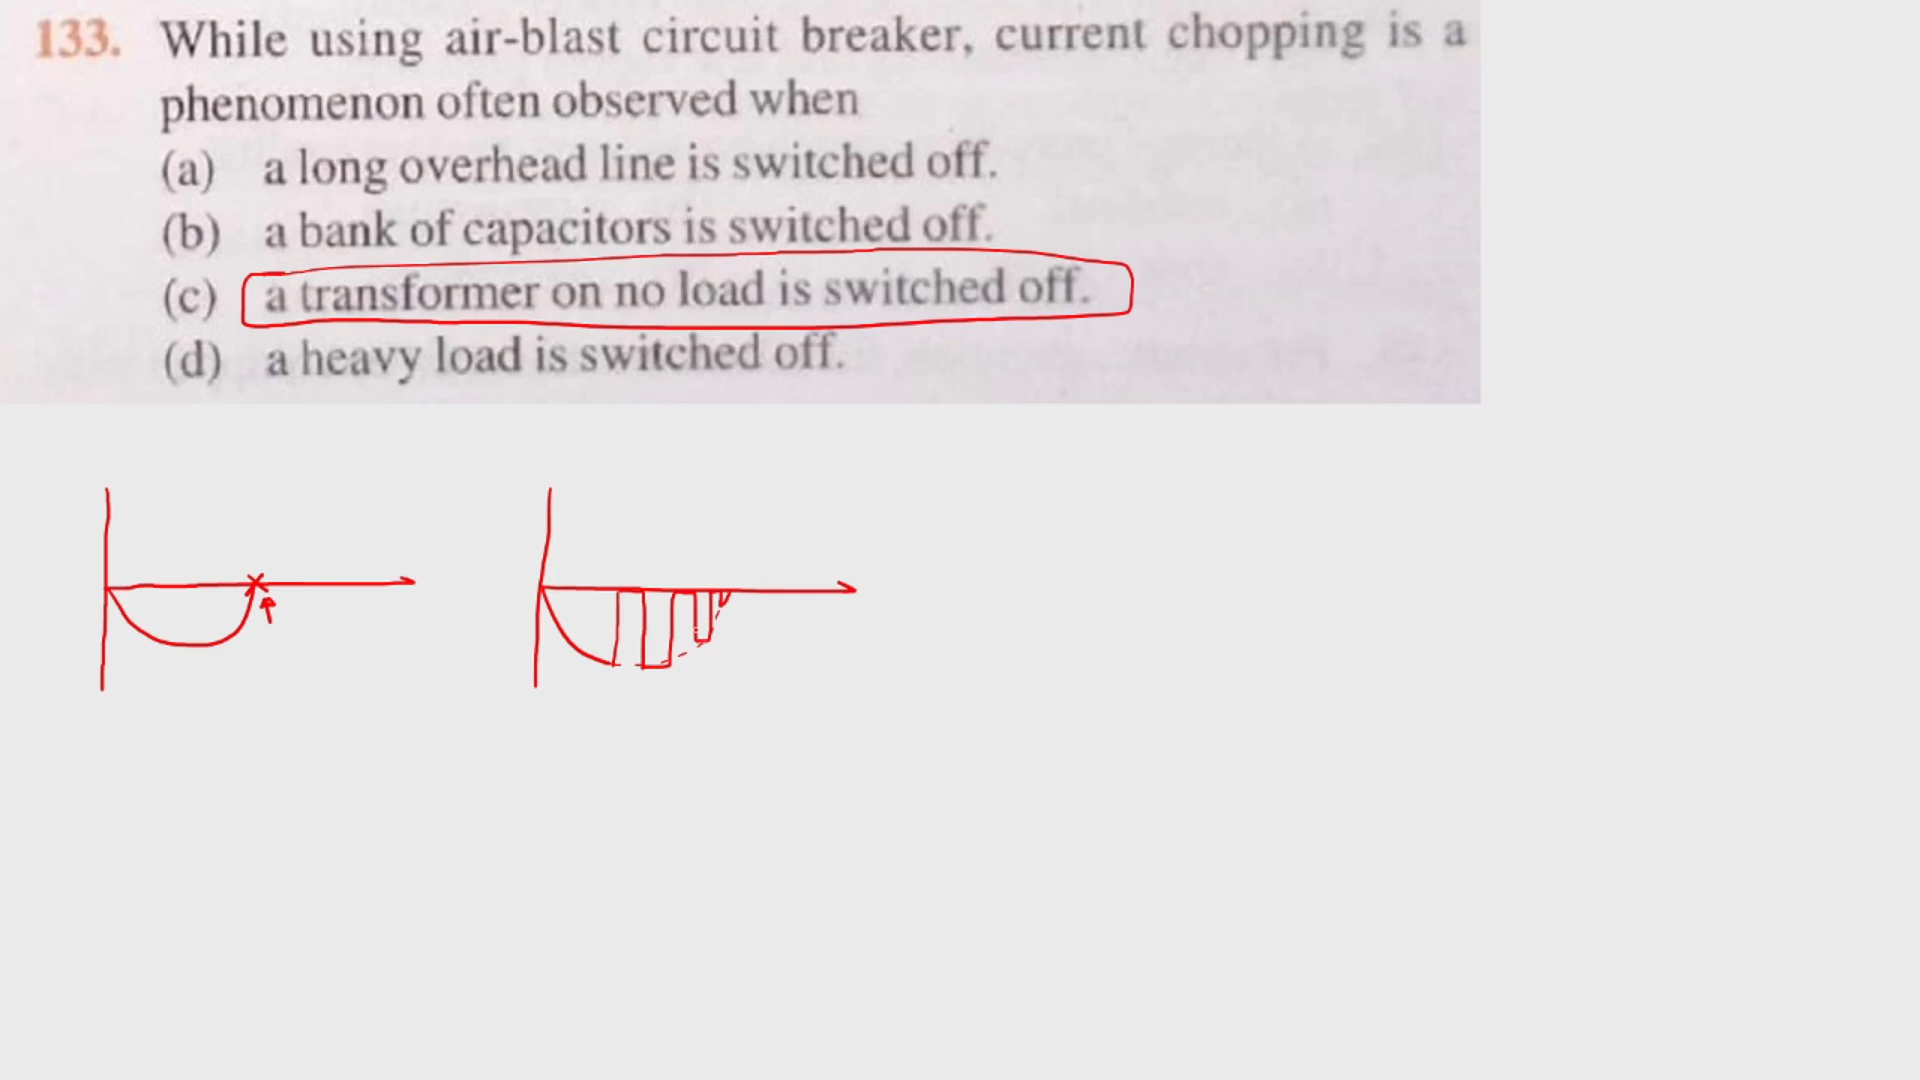 133. While using air-blast circuit breaker, current chopping is a
phenomenon often observed when
(a) a long overhead line is switched off.
(b) a bank of capacitors is switched off.
(c) a transformer on no load is switched off.
(d) a heavy load is switched off.